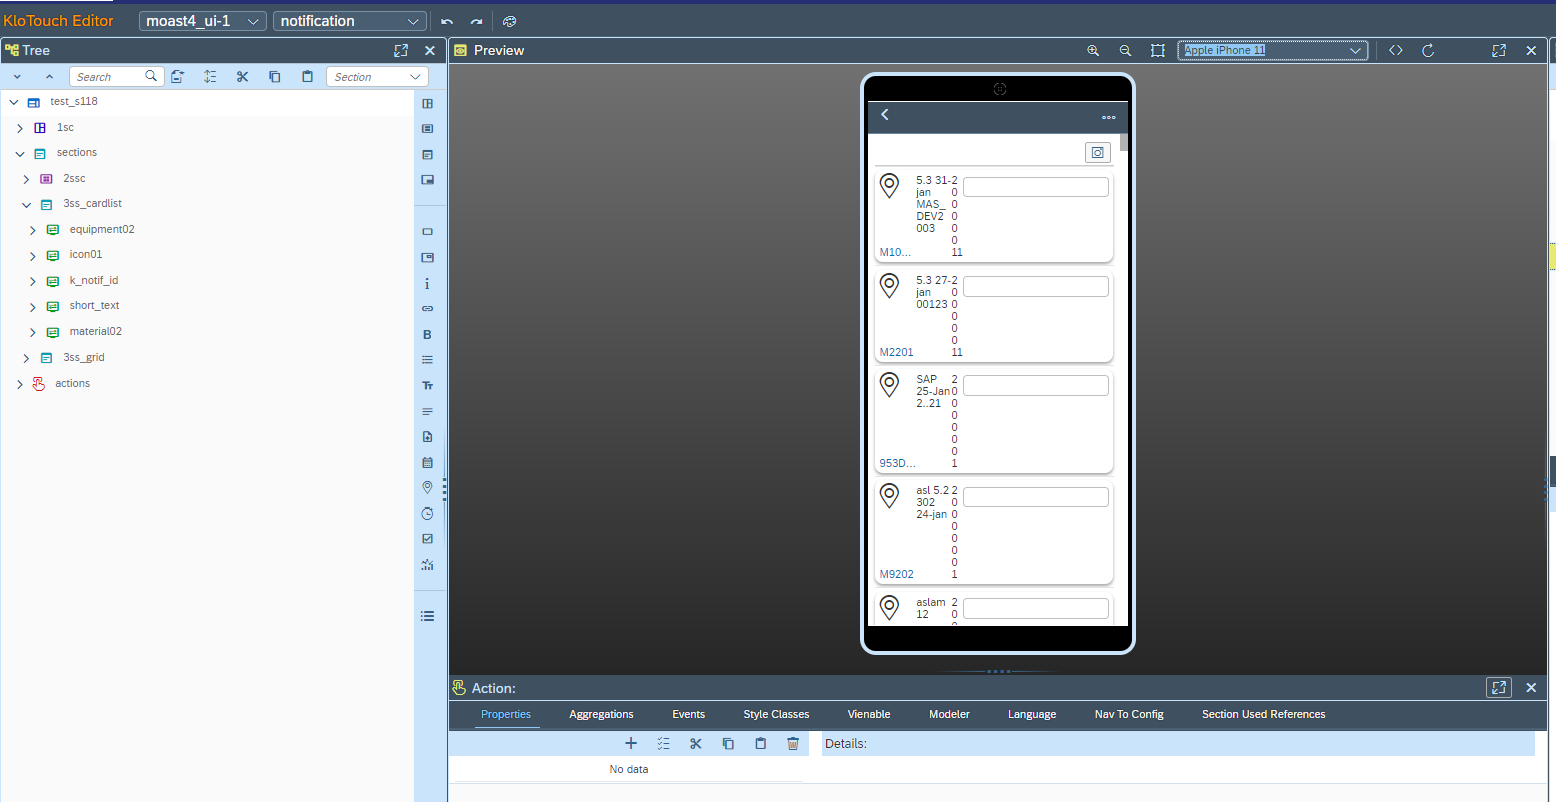 KloTouch Editor
moast4_ui-1
notification
Tree
Search
Section
test_s118
1sc
sections
2ssc
3ss_cardlist
equipment02
icon01
k_notif_id
short_text
material02
3ss_grid
actions
i
B
Tт
Preview
Apple iPhone 11
5.3 31-
jan
MAS_
DEV2
003
2
0
0
0
0
0
11
M10...
5.3 27-
jan
00123
2
0
0
0
0
0
11
M2201
SAP
25-Jan
2..21
2
0
0
0
0
0
0
1
953D...
asl 5.2
302
24-jan
2
0
0
0
0
0
0
1
M9202
aslam
12
2
0
Action:
Properties
Aggregations
Events
Style Classes
Vienable
Modeler
Language
Nav To Config
Section Used References
Details:
No data